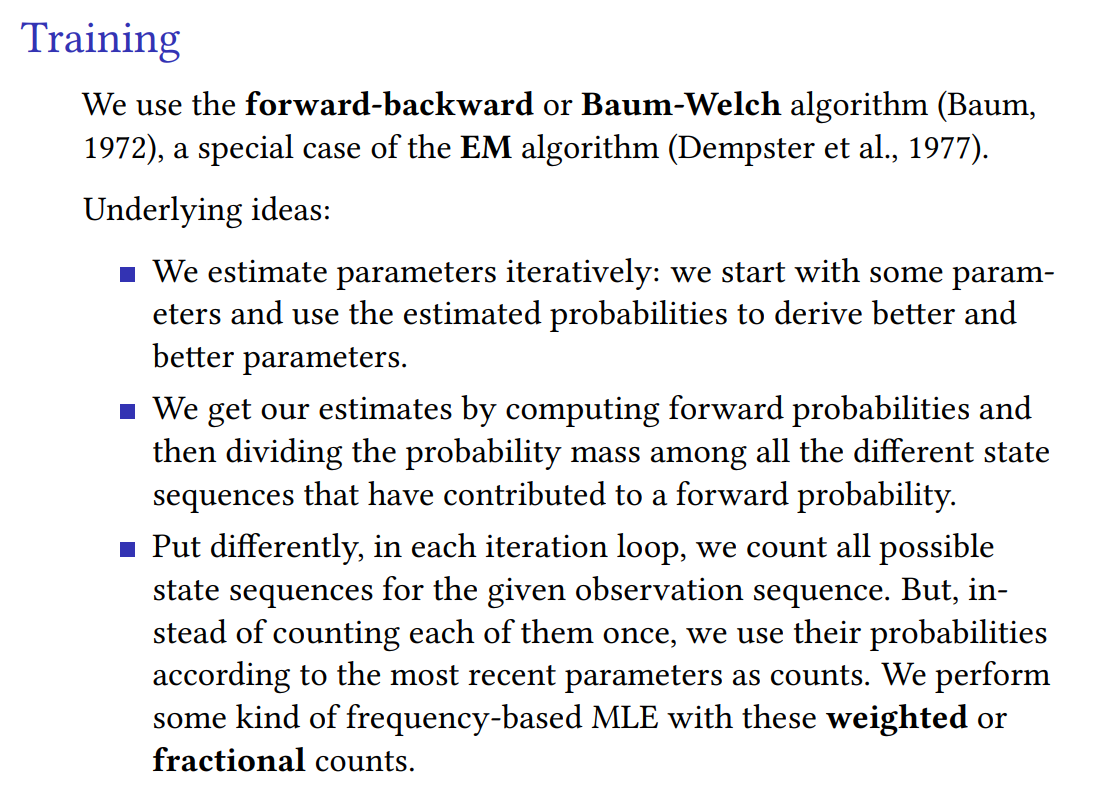 Training
We use the forward-backward or Baum-Welch algorithm (Baum,
1972), a special case of the EM algorithm (Dempster et al., 1977).
Underlying ideas:
We estimate parameters iteratively: we start with some param-
eters and use the estimated probabilities to derive better and
better parameters.
We get our estimates by computing forward probabilities and
then dividing the probability mass among all the different state
sequences that have contributed to a forward probability.
Put differently, in each iteration loop, we count all possible
state sequences for the given observation sequence. But, in-
stead of counting each of them once, we use their probabilities
according to the most recent parameters as counts. We perform
some kind of frequency-based MLE with these weighted or
fractional counts.